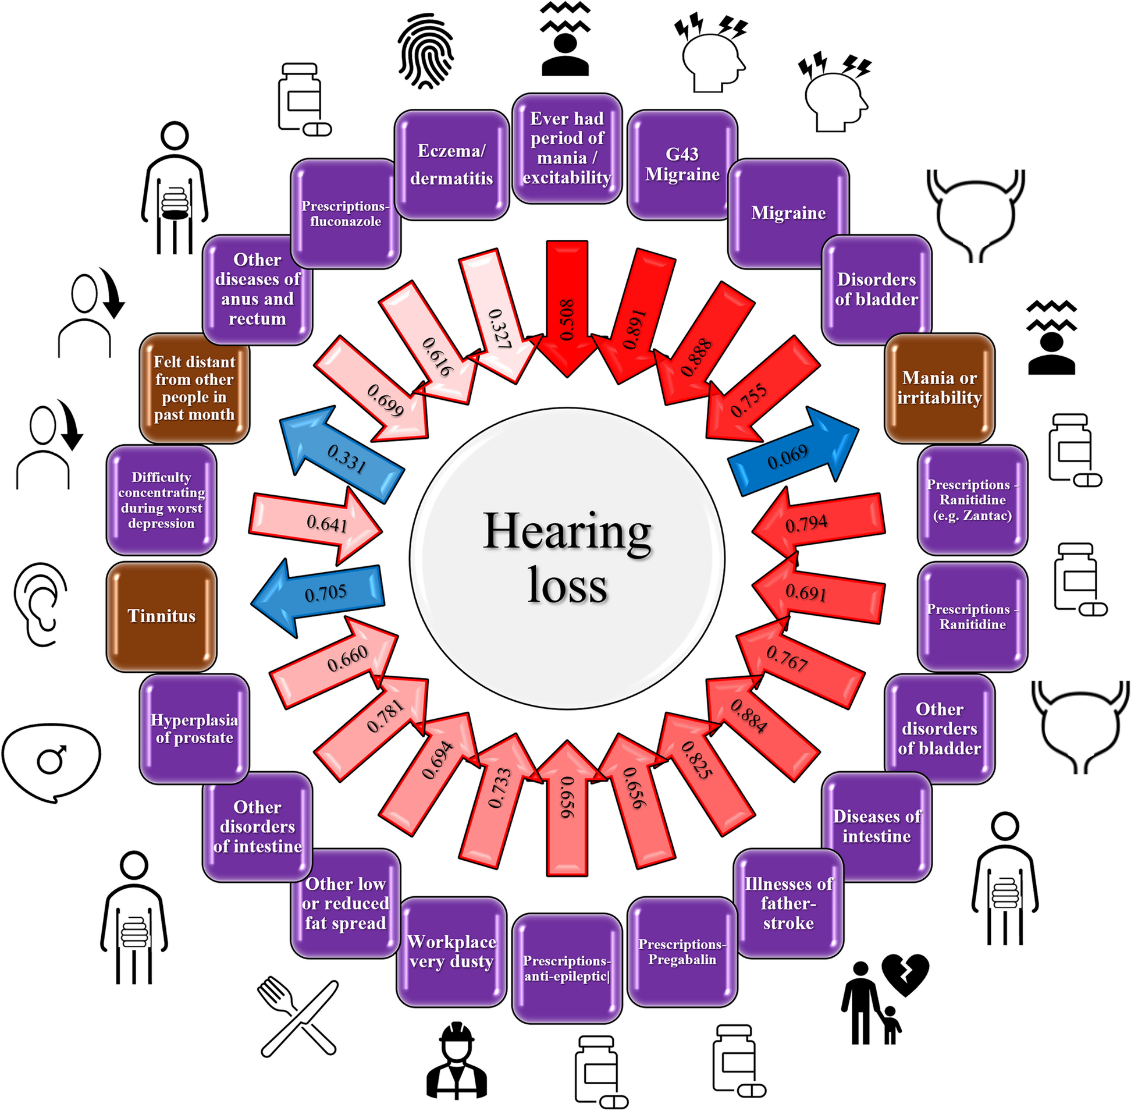 Ever had
period of
mania /
excitability
G43
Migraine
Migraine
Disorders
of bladder
Mania or
irritability
Prescriptions -
Ranitidine
(e.g. Zantac)
Prescriptions -
Ranitidine
Other
disorders
of bladder
Diseases of
intestine
Illnesses of
father-
stroke
Prescriptions-
Pregabalin
Prescriptions-
anti-epileptic|
Workplace
very dusty
Other low
or reduced
fat spread
Other
disorders
of intestine
Hyperplasia
of prostate
Tinnitus
Difficulty
concentrating
during worst
depression
Felt distant
from other
people in
past month
Other
diseases of
anus and
rectum
Prescriptions-
fluconazole
Eczema/
dermatitis
0.508
0.891
0.888
0.755
0.069
0.794
0.691
0.767
0.884
0.825
0.656
0.656
0.733
0.694
0.781
0.660
0.705
0.641
0.331
0.699
0.616
0.327
Hearing
loss